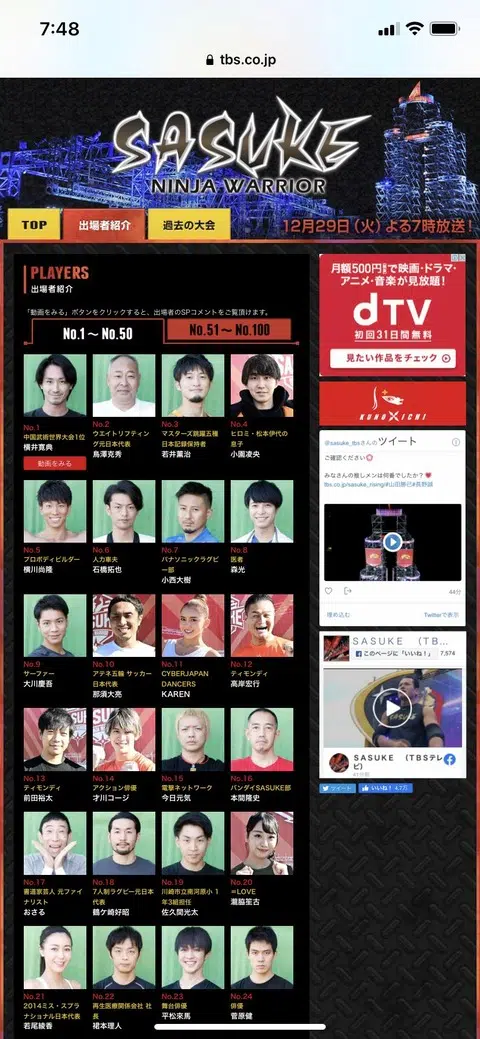 7:48
tbs.co.jp
SASUKE
NINJA WARRIOR
TOP
出場者紹介
過去の大会
12月29日（火）よる7時放送！
PLAYERS
出場者紹介
「動画をみる」ボタンをクリックすると、出場者のSPコメントをご覧頂けます。
No.1～No.50
No.51～No.100
No.1
中国武術世界大会1位
横井寛典
動画をみる
No.2
ウエイトリフティング元日本代表
鳥澤克秀
No.3
マスターズ跳躍五種日本記録保持者
若井薫治
No.4
ヒロミ・松本伊代の息子
小園凌央
No.5
プロボディビルダー
横川尚隆
No.6
人力車夫
石橋拓也
No.7
パナソニックラグビー部
小西大樹
No.8
医者
森光
No.9
サーファー
大川慶吾
No.10
アテネ五輪 サッカー日本代表
那須大亮
No.11
CYBERJAPAN DANCERS
KAREN
No.12
ティモンディ
高岸宏行
No.13
ティモンディ
前田裕太
No.14
アクション俳優
才川コージ
No.15
電撃ネットワーク
今日元気
No.16
バンダイSASUKE部
本間隆史
No.17
書道家芸人 元ファイナリスト
おさる
No.18
7人制ラグビー元日本代表
鶴ケ崎好昭
No.19
川崎市立南河原小 1年3組担任
佐久間光太
No.20
=LOVE
瀧脇笙古
No.21
2014ミス・スプラナショナル日本代表
若尾綾香
No.22
再生医療関係会社 社長
裙本理人
No.23
舞台俳優
平松來馬
No.24
俳優
菅原健
月額500円で映画・ドラマ・
アニメ・音楽が見放題！
dTV
初回31日間無料
見たい作品をチェック
KUNOICHI
@sasuke_tbsさんのツイート
ご確認ください
みなさんの推しメンは何番でしたか？
tbs.co.jp/sasuke_rising/#山田勝己#長野誠
44分
埋め込む
Twitterで表示
SASUKE （TB...
このページに「いいね！」
7,574
SASUKE （TBSテレビ）
ツイート
いいね！ 4.7万